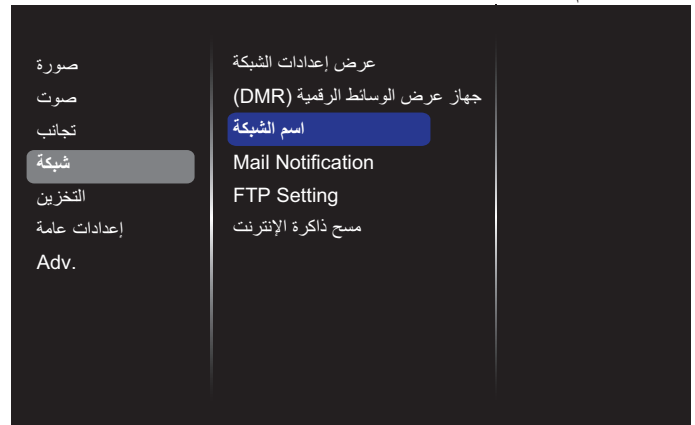 صورة
صوت
تجانب
شبكة
التخزين
إعدادات عامة
Adv.
عرض إعدادات الشبكة
جهاز عرض الوسائط الرقمية (DMR)
اسم الشبكة
Mail Notification
FTP Setting
مسح ذاكرة الإنترنت